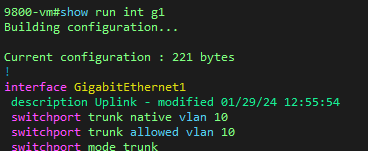 9800-vm#show run int g1
Building configuration...
Current configuration : 221 bytes
!
interface GigabitEthernet1
description Uplink - modified 01/29/24 12:55:54
switchport trunk native vlan 10
switchport trunk allowed vlan 10
switchport mode trunk